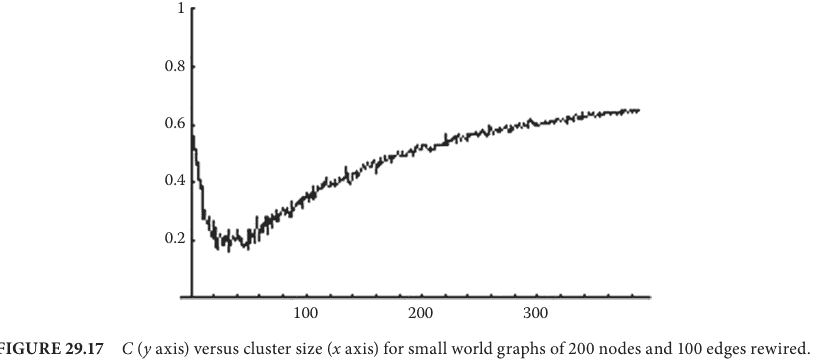 1
0.8
0.6
0.4
0.2
100 200 300
FIGURE 29.17 C (y axis) versus cluster size (x axis) for small world graphs of 200 nodes and 100 edges rewired.